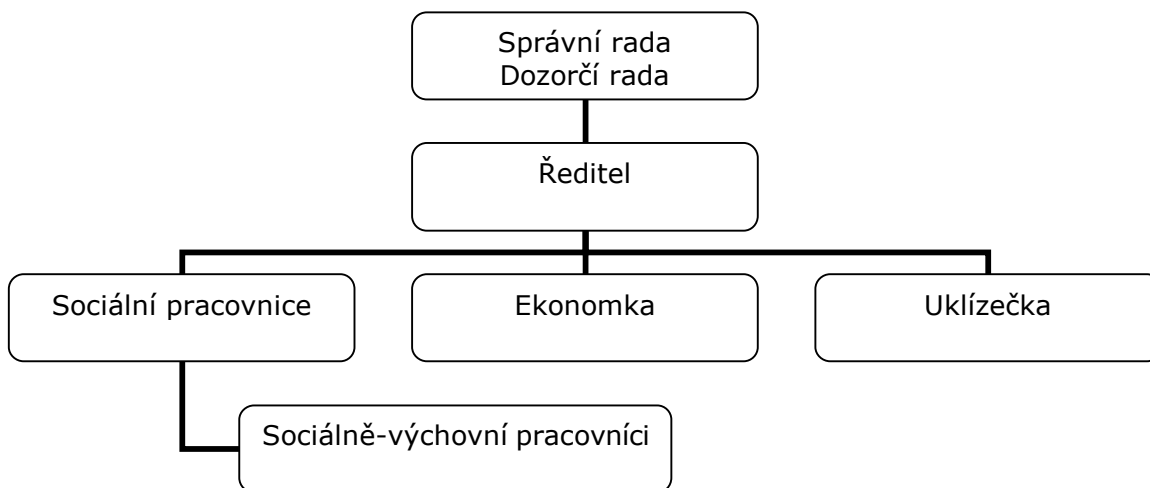 Správní rada
Dozorčí rada
Ředitel
Sociální pracovnice
Ekonomka
Uklízečka
Sociálně-výchovní pracovníci